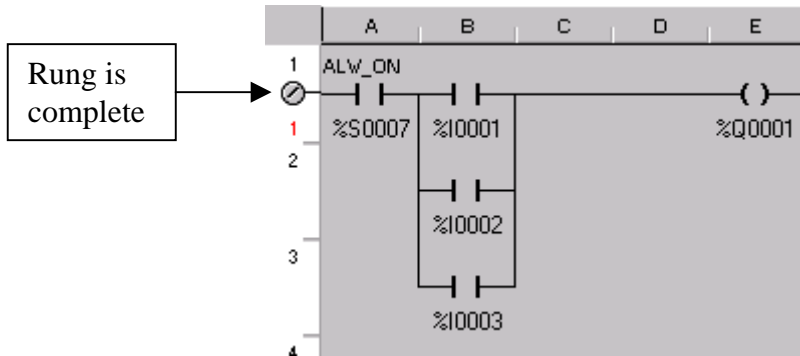 A B C D E
1 ALW_ON
Rung is
complete
1 %S0007 %I0001 %Q0001
2
%I0002
3
%I0003
4